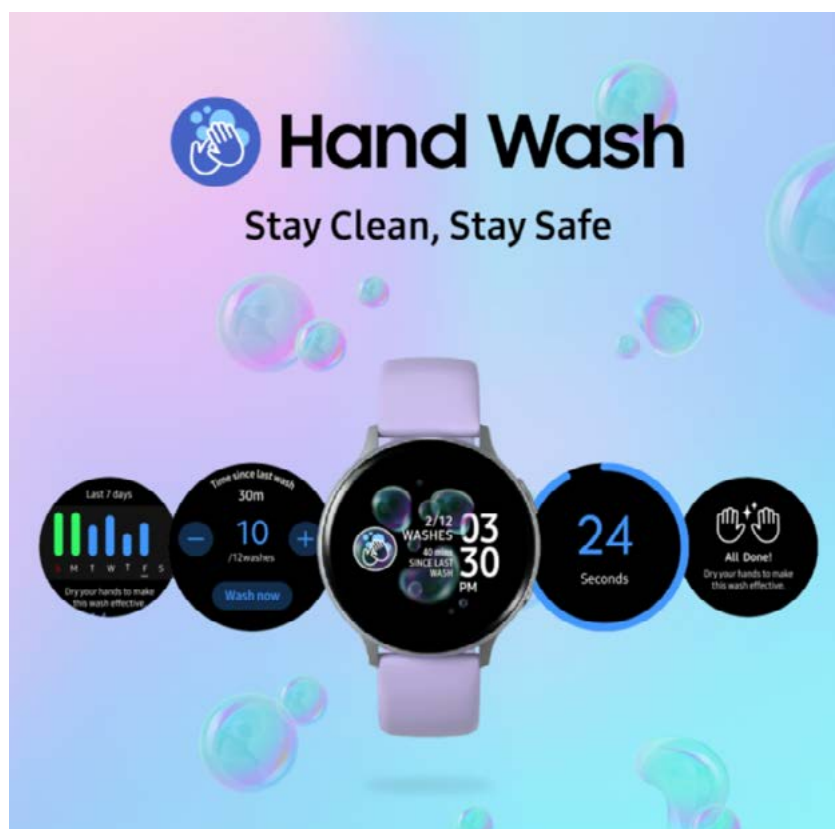 Hand Wash
Stay Clean, Stay Safe
Last 7 days
S M T W T F S
Dry your hands to make
this wash effective.
Time since last wash
30m
− 10 +
/12washes
Wash now
2/12
WASHES
40 mins
SINCE LAST
WASH
03
30
PM
24
Seconds
All Done!
Dry your hands to make
this wash effective.